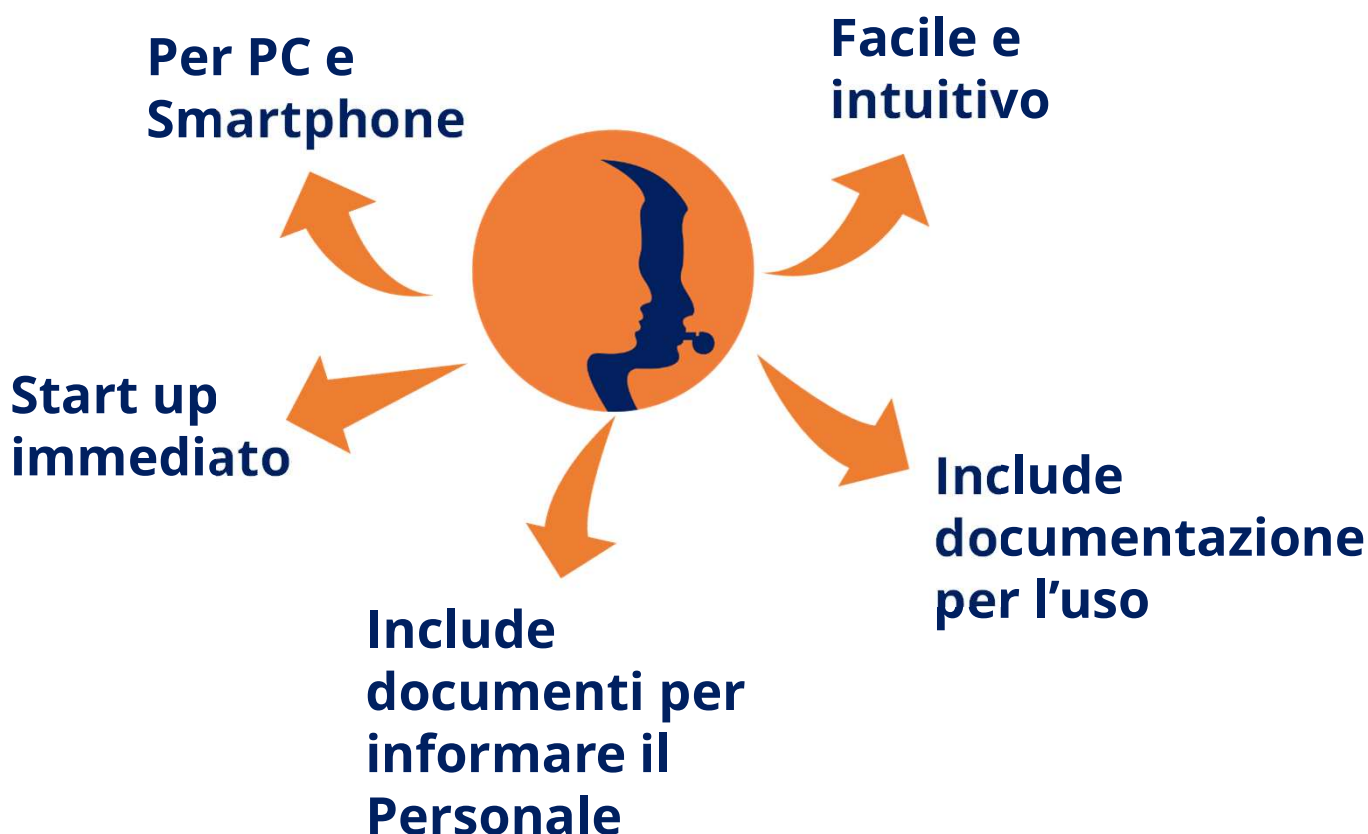 Per PC e
Smartphone
Facile e
intuitivo
Start up
immediato
Include
documentazione
per l’uso
Include
documenti per
informare il
Personale